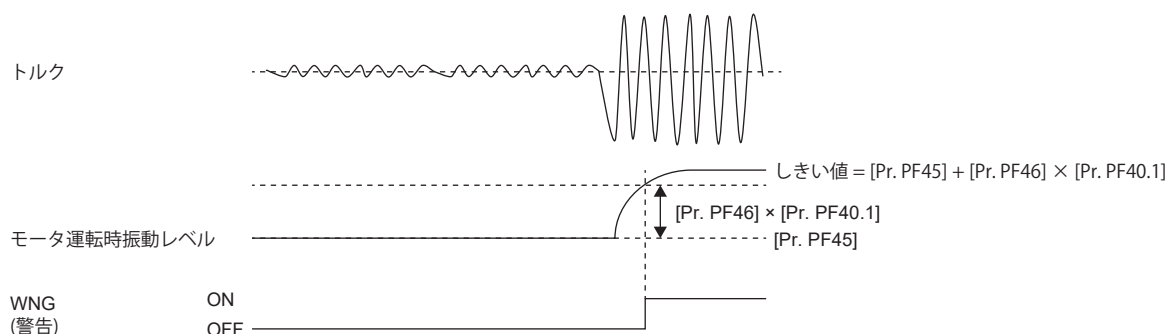 トルク
しきい値 = [Pr. PF45] + [Pr. PF46] × [Pr. PF40.1]
[Pr. PF46] × [Pr. PF40.1]
モータ運転時振動レベル
[Pr. PF45]
WNG
(警告)
ON
OFF